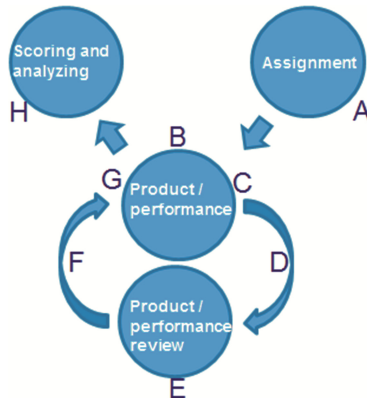 Scoring and
analyzing
Assignment
H
A
B
G
C
Product /
performance
F
D
Product /
performance
review
E